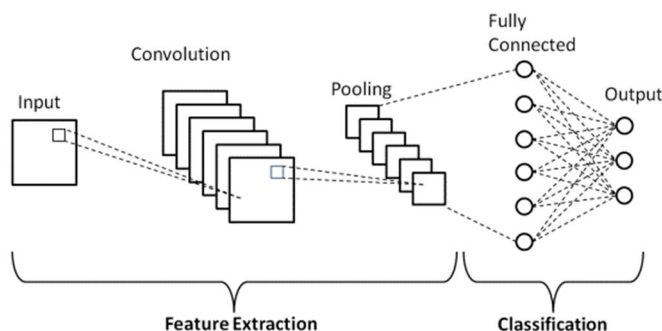 Fully
Connected
Convolution
Pooling
Input
Output
Feature Extraction
Classification